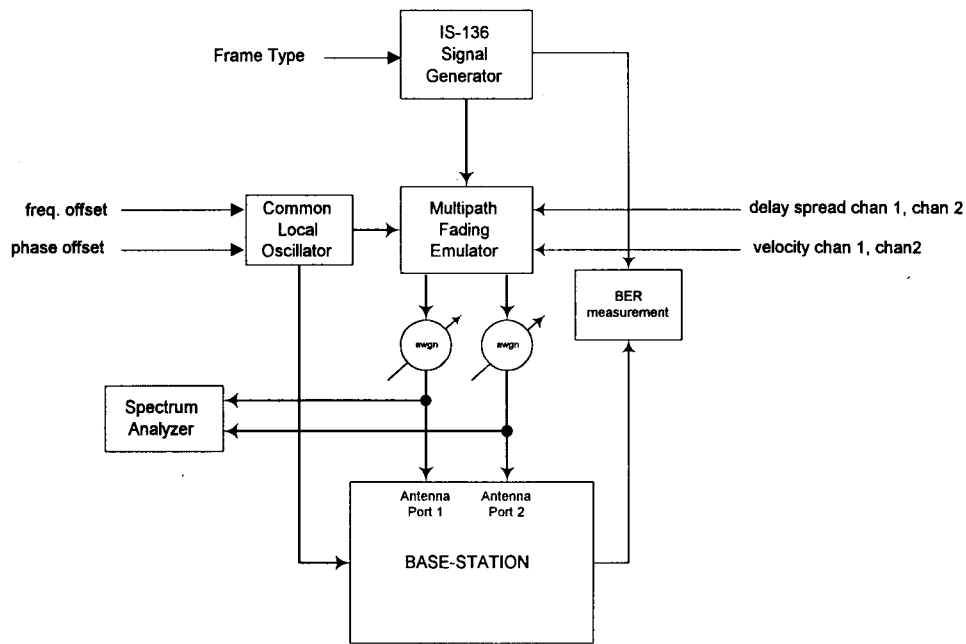 IS-136
Signal
Generator
Frame Type
freq. offset
phase offset
Common
Local
Oscillator
Multipath
Fading
Emulator
delay spread chan 1, chan 2
velocity chan 1, chan2
BER
measurement
awgn
awgn
Spectrum
Analyzer
Antenna
Port 1
Antenna
Port 2
BASE-STATION